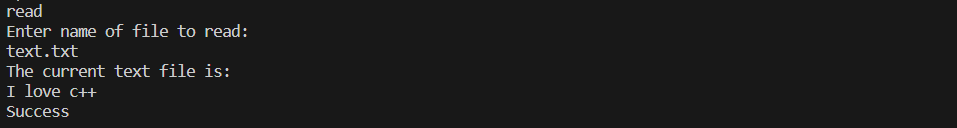 read
Enter name of file to read:
text.txt
The current text file is:
I love c++
Success